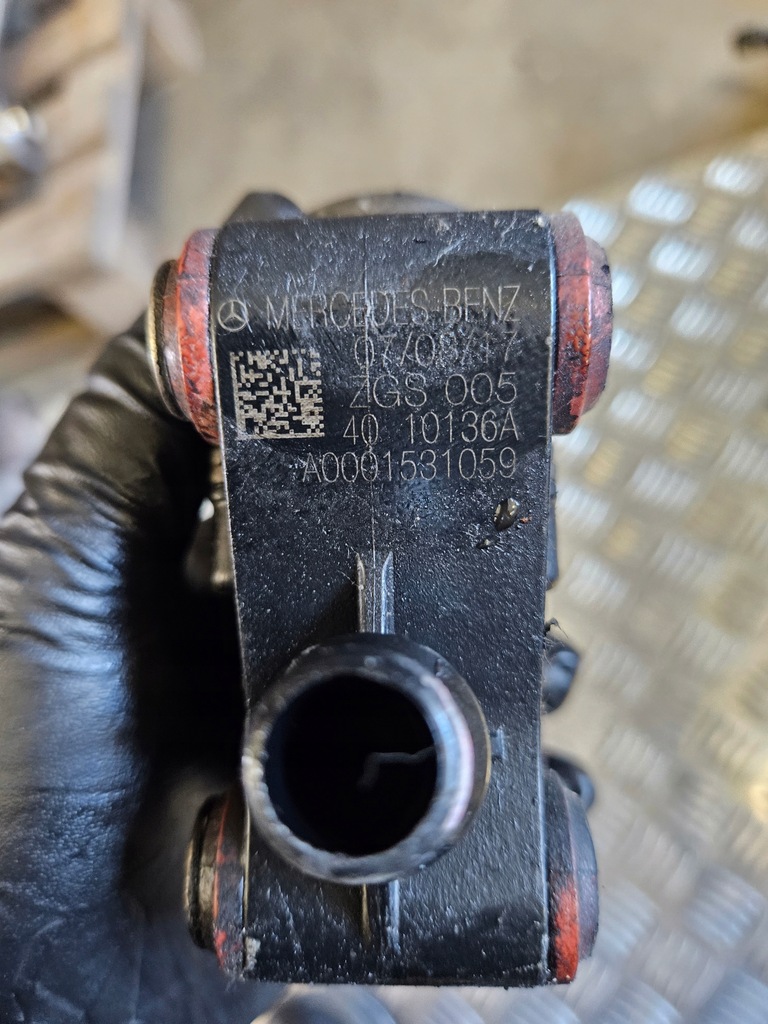 MERCEDES-BENZ
07/08/17
ZGS 005
40 10136A
A0001531059